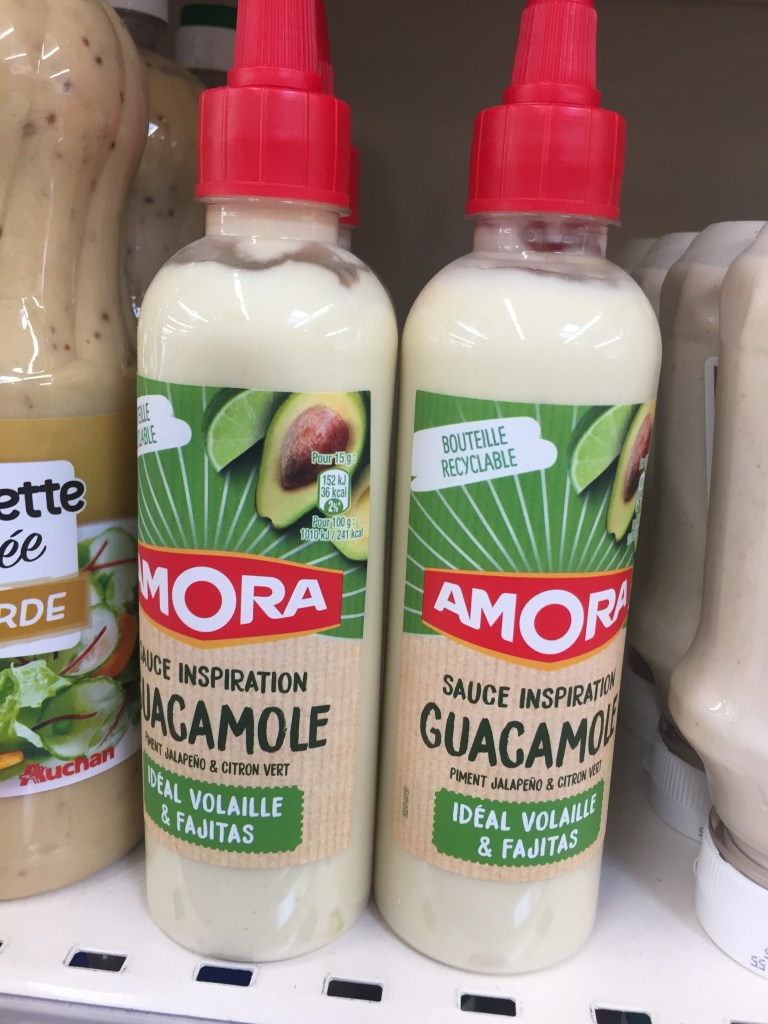 ette
ée
RDE
Auchan
ELLE
LABLE
Pour 15 g:
152 kJ
36 kcal
2%
Pour 100 g:
1010 kJ / 241 kcal
AMORA
SAUCE INSPIRATION
GUACAMOLE
PIMENT JALAPEÑO & CITRON VERT
IDÉAL VOLAILLE
& FAJITAS
BOUTEILLE
RECYCLABLE
AMORA
SAUCE INSPIRATION
GUACAMOLE
PIMENT JALAPEÑO & CITRON VERT
IDÉAL VOLAILLE
& FAJITAS